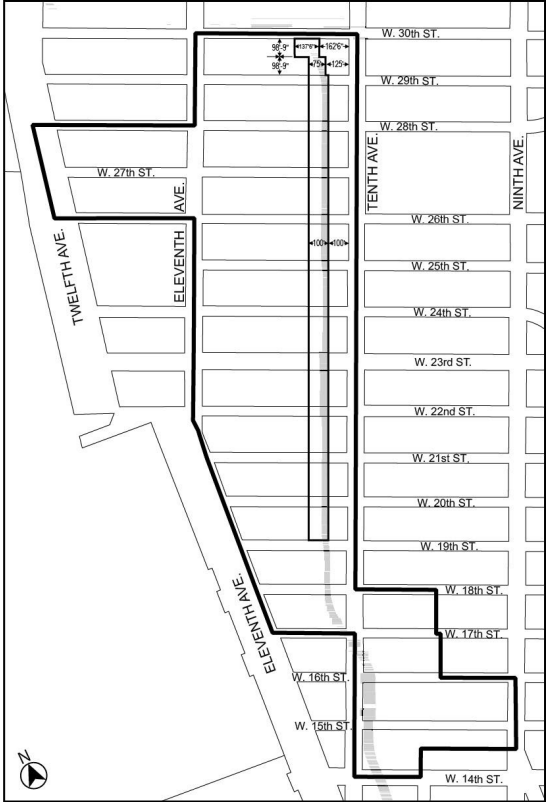 W. 30th ST.
98'-9"
137'6"
162'6"
98'-9"
75'
125'
W. 29th ST.
W. 28th ST.
TENTH AVE.
NINTH AVE.
W. 27th ST.
AVE.
ELEVENTH
TWELFTH AVE.
W. 26th ST.
100'
100'
W. 25th ST.
W. 24th ST.
W. 23rd ST.
W. 22nd ST.
W. 21st ST.
W. 20th ST.
W. 19th ST.
W. 18th ST.
ELEVENTH AVE.
W. 17th ST.
W. 16th ST.
W. 15th ST.
W. 14th ST.
N